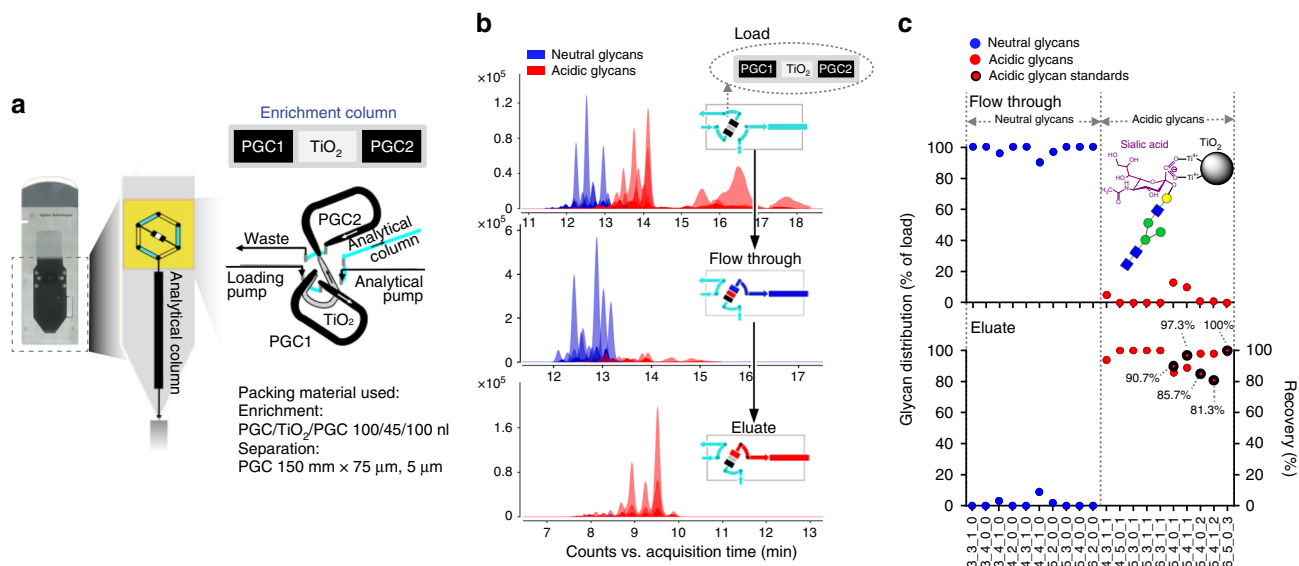 a
Enrichment column
PGC1 TiO2 PGC2
PGC2
Waste
Analytical
column
Loading
pump
Analytical
pump
TiO2
PGC1
Analytical column
Packing material used:
Enrichment:
PGC/TiO2/PGC 100/45/100 nl
Separation:
PGC 150 mm × 75 μm, 5 μm
b
Neutral glycans
Acidic glycans
Load
PGC1 TiO2 PGC2
×10⁵
1.2
0.8
0.4
0
11 12 13 14 15 16 17 18
×10⁵
Flow through
6
4
2
0
12 13 14 15 16 17
×10⁵
Eluate
1.6
0.8
0
7 8 9 10 11 12 13
Counts vs. acquisition time (min)
c
Neutral glycans
Acidic glycans
Acidic glycan standards
Flow through
Neutral glycans Acidic glycans
Sialic acid
TiO2
100
80
60
40
20
0
Eluate
97.3% 100%
90.7%
85.7%
81.3%
100
80
60
40
20
0
100
80
60
40
20
0
Glycan distribution (% of load)
Recovery (%)